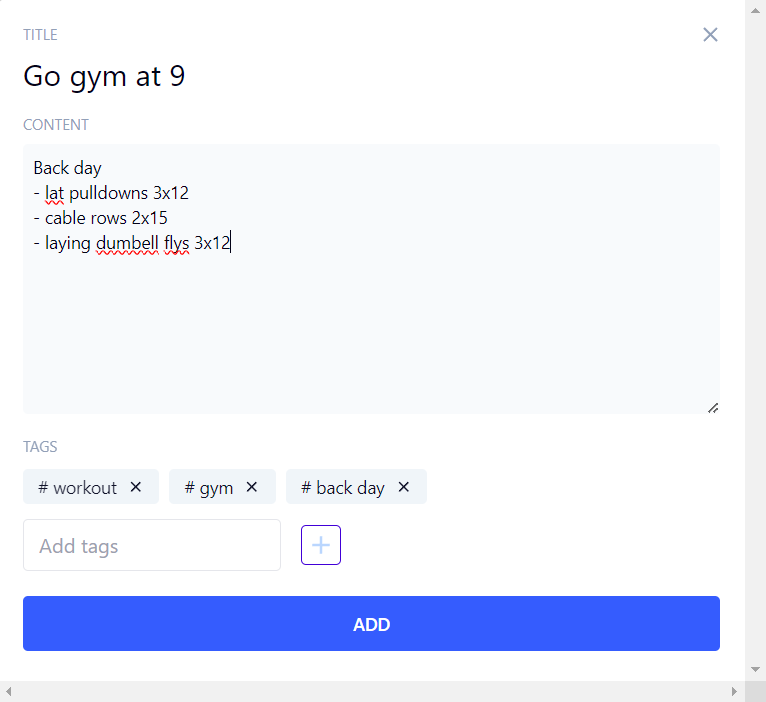 TITLE
Go gym at 9
CONTENT
Back day
- lat pulldowns 3x12
- cable rows 2x15
- laying dumbell flys 3x12
TAGS
# workout ✕ # gym ✕ # back day ✕
Add tags
ADD